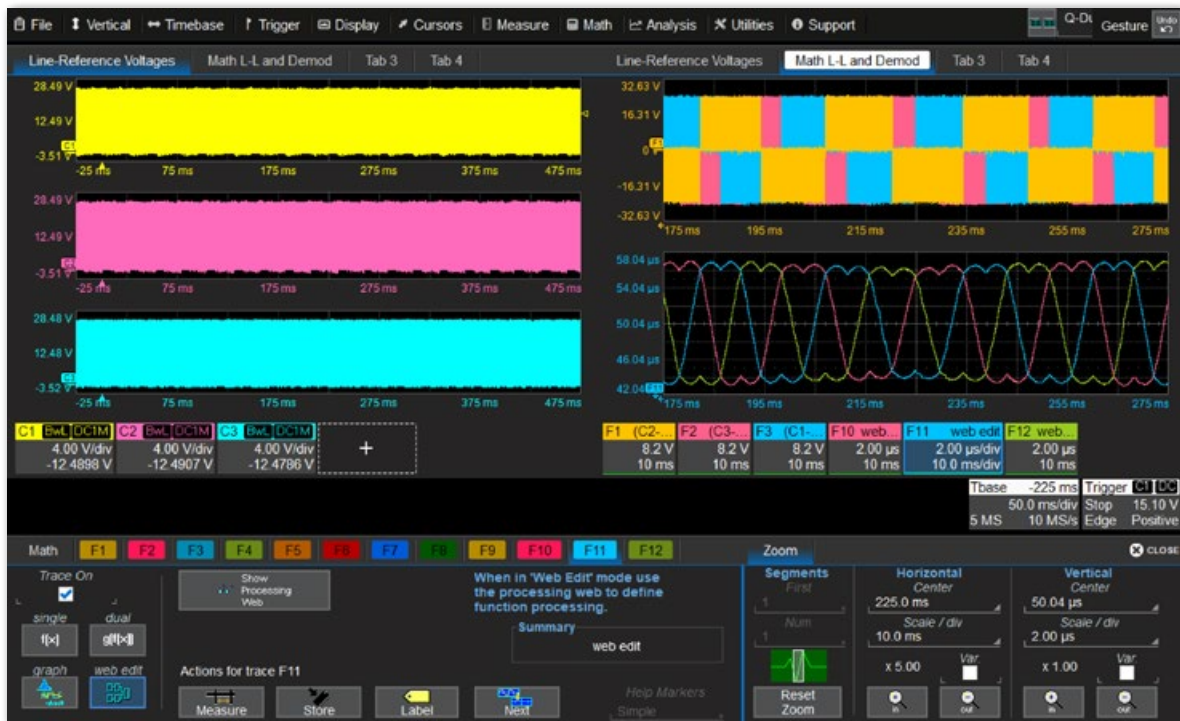 File Vertical Timebase Trigger Display Cursors Measure Math Analysis Utilities Support
Gesture Undo
Line-Reference Voltages Math L-L and Demod Tab 3 Tab 4
28.49 V
12.49 V
C1
-3.51 V
-25 ms 75 ms 175 ms 275 ms 375 ms 475 ms
28.49 V
12.49 V
C2
-3.51 V
-25 ms 75 ms 175 ms 275 ms 375 ms 475 ms
28.48 V
12.48 V
C3
-3.52 V
-25 ms 75 ms 175 ms 275 ms 375 ms 475 ms
C1 BwL DC1M C2 BwL DC1M C3 BwL DC1M
4.00 V/div 4.00 V/div 4.00 V/div
-12.4898 V -12.4907 V -12.4786 V
+
Line-Reference Voltages Math L-L and Demod Tab 3 Tab 4
32.63 V
16.31 V
F1
0 V
-16.31 V
-32.63 V
175 ms 195 ms 215 ms 235 ms 255 ms 275 ms
58.04 µs
54.04 µs
50.04 µs
46.04 µs
42.04 F11
175 ms 195 ms 215 ms 235 ms 255 ms 275 ms
F1 (C2-... F2 (C3-... F3 (C1-... F10 web... F11 web edit F12 web...
8.2 V 8.2 V 8.2 V 2.00 µs 2.00 µs/div 2.00 µs
10 ms 10 ms 10 ms 10 ms 10.0 ms/div 10 ms
Tbase -225 ms Trigger C1 DC
50.0 ms/div Stop 15.10 V
5 MS 10 MS/s Edge Positive
Math F1 F2 F3 F4 F5 F6 F7 F8 F9 F10 F11 F12
Zoom
CLOSE
Trace On
single dual
f(x) g(f(x))
graph web edit
Show
Processing
Web
When in 'Web Edit' mode use
the processing web to define
function processing.
Summary
web edit
Actions for trace F11
Measure Store Label Next
Help Markers
Simple
Segments
First
1
Num
1
Reset
Zoom
Horizontal
Center
225.0 ms
Scale / div
10.0 ms
x 5.00 Var.
in out
Vertical
Center
50.04 µs
Scale / div
2.00 µs
x 1.00 Var.
in out